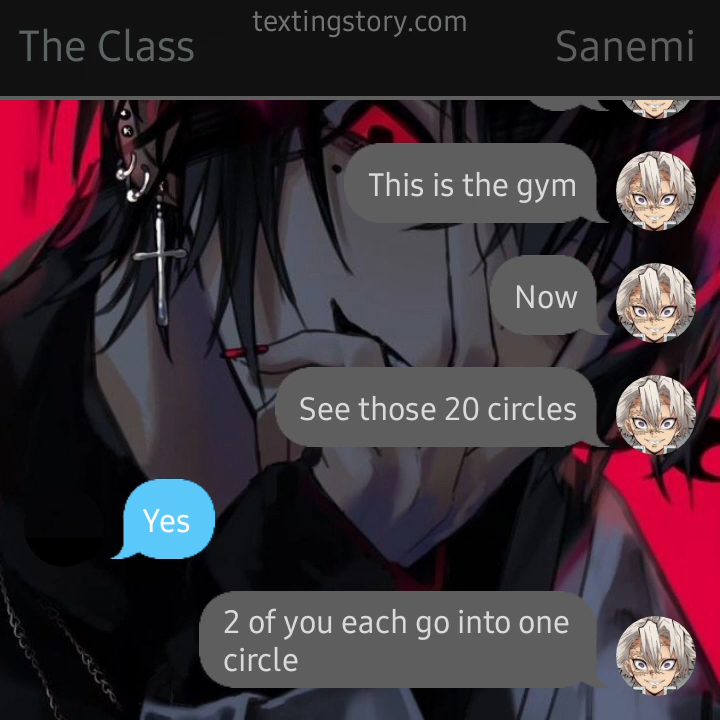 textingstory.com
The Class
Sanemi
This is the gym
Now
See those 20 circles
Yes
2 of you each go into one
circle